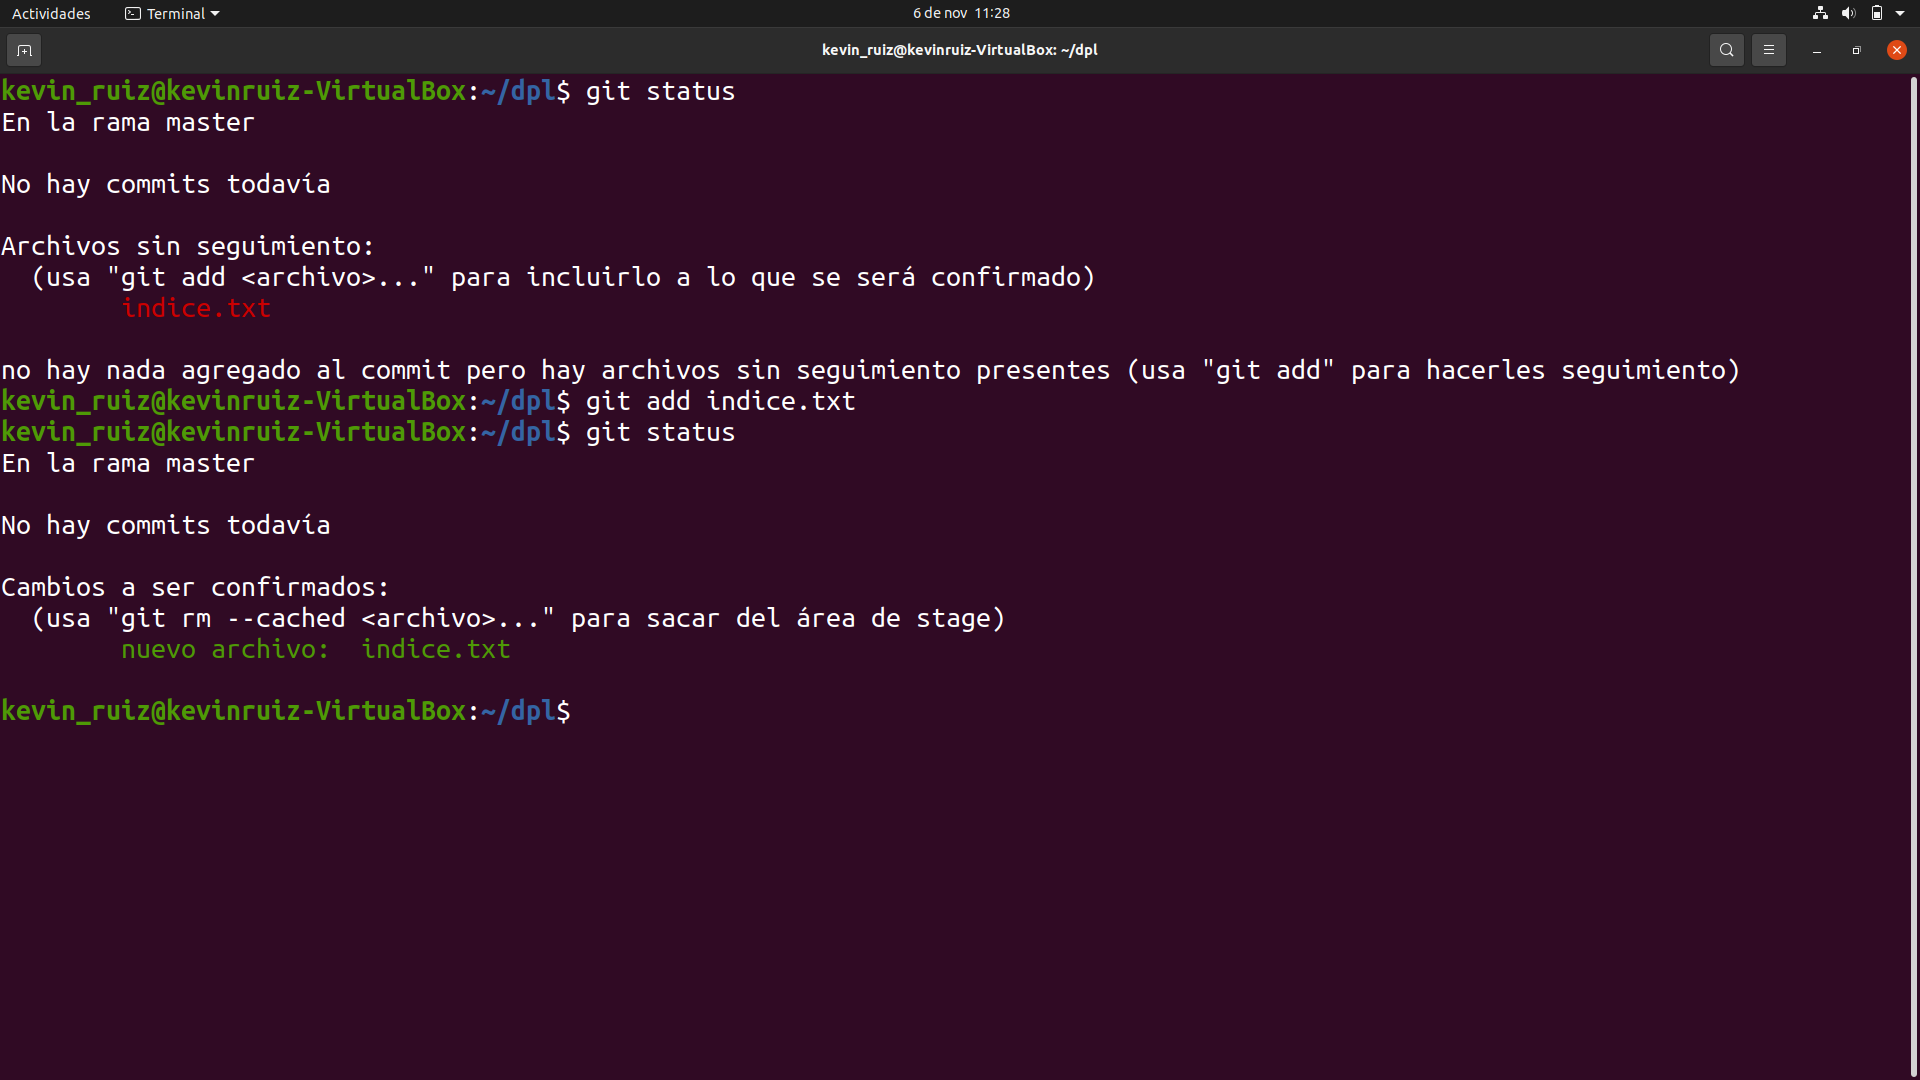 Actividades Terminal 6 de nov 11:28
kevin_ruiz@kevinruiz-VirtualBox: ~/dpl
kevin_ruiz@kevinruiz-VirtualBox:~/dpl$ git status
En la rama master
No hay commits todavía
Archivos sin seguimiento:
(usa "git add <archivo>..." para incluirlo a lo que se será confirmado)
indice.txt
no hay nada agregado al commit pero hay archivos sin seguimiento presentes (usa "git add" para hacerles seguimiento)
kevin_ruiz@kevinruiz-VirtualBox:~/dpl$ git add indice.txt
kevin_ruiz@kevinruiz-VirtualBox:~/dpl$ git status
En la rama master
No hay commits todavía
Cambios a ser confirmados:
(usa "git rm --cached <archivo>..." para sacar del área de stage)
nuevo archivo:  indice.txt
kevin_ruiz@kevinruiz-VirtualBox:~/dpl$